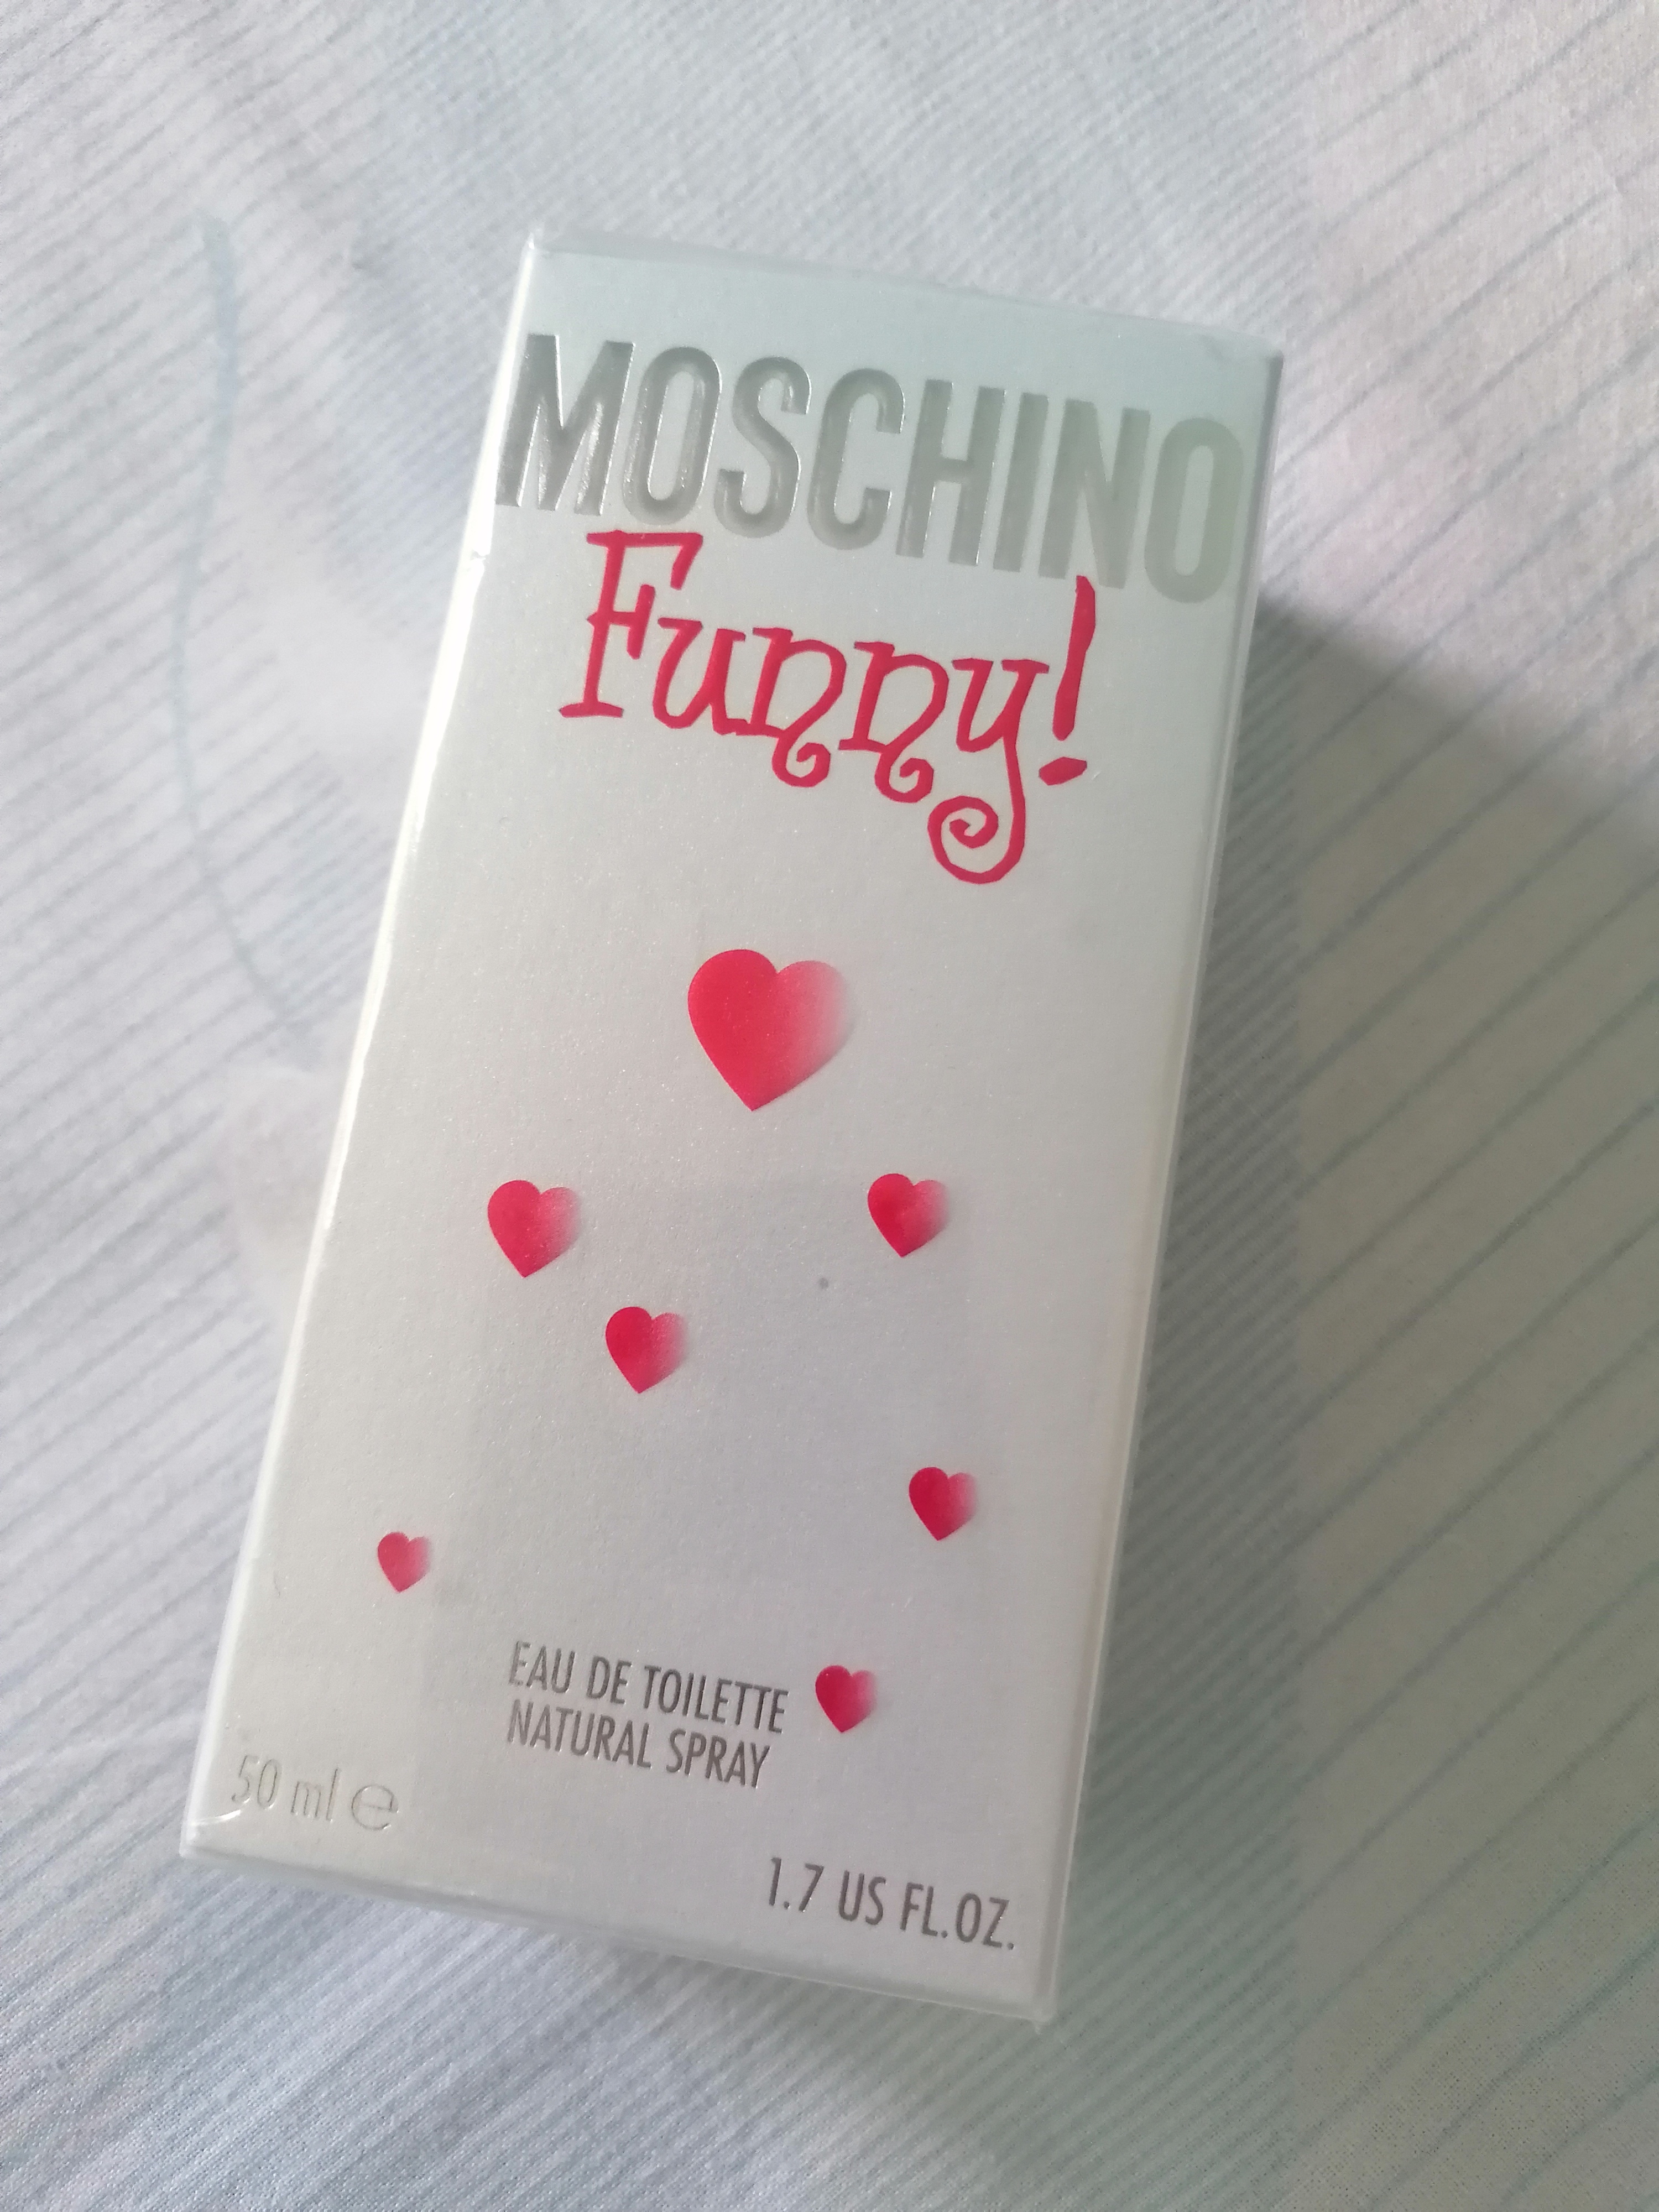 MOSCHINO
Funny!
EAU DE TOILETTE
NATURAL SPRAY
50 ml ℮
1.7 US FL.OZ.